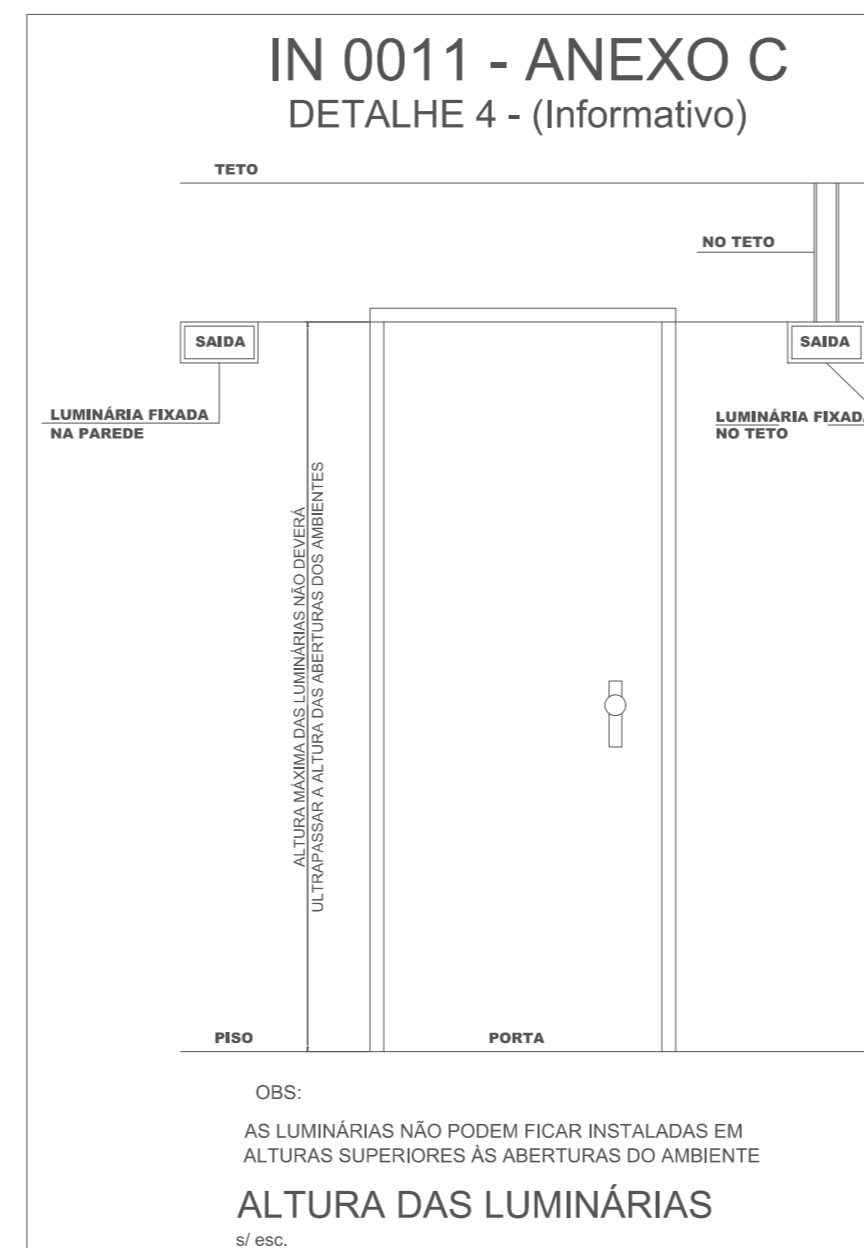 IN 0011 - ANEXO C
DETALHE 4 - (Informativo)
TETO
NO TETO
SAIDA
SAIDA
LUMINÁRIA FIXADA
NA PAREDE
LUMINÁRIA FIXADA
NO TETO
ALTURA MÁXIMA DAS LUMINÁRIAS NÃO DEVERÁ
ULTRAPASSAR A ALTURA DAS ABERTURAS DOS AMBIENTES
PISO
PORTA
OBS:
AS LUMINÁRIAS NÃO PODEM FICAR INSTALADAS EM
ALTURAS SUPERIORES ÀS ABERTURAS DO AMBIENTE
ALTURA DAS LUMINÁRIAS
s/ esc.